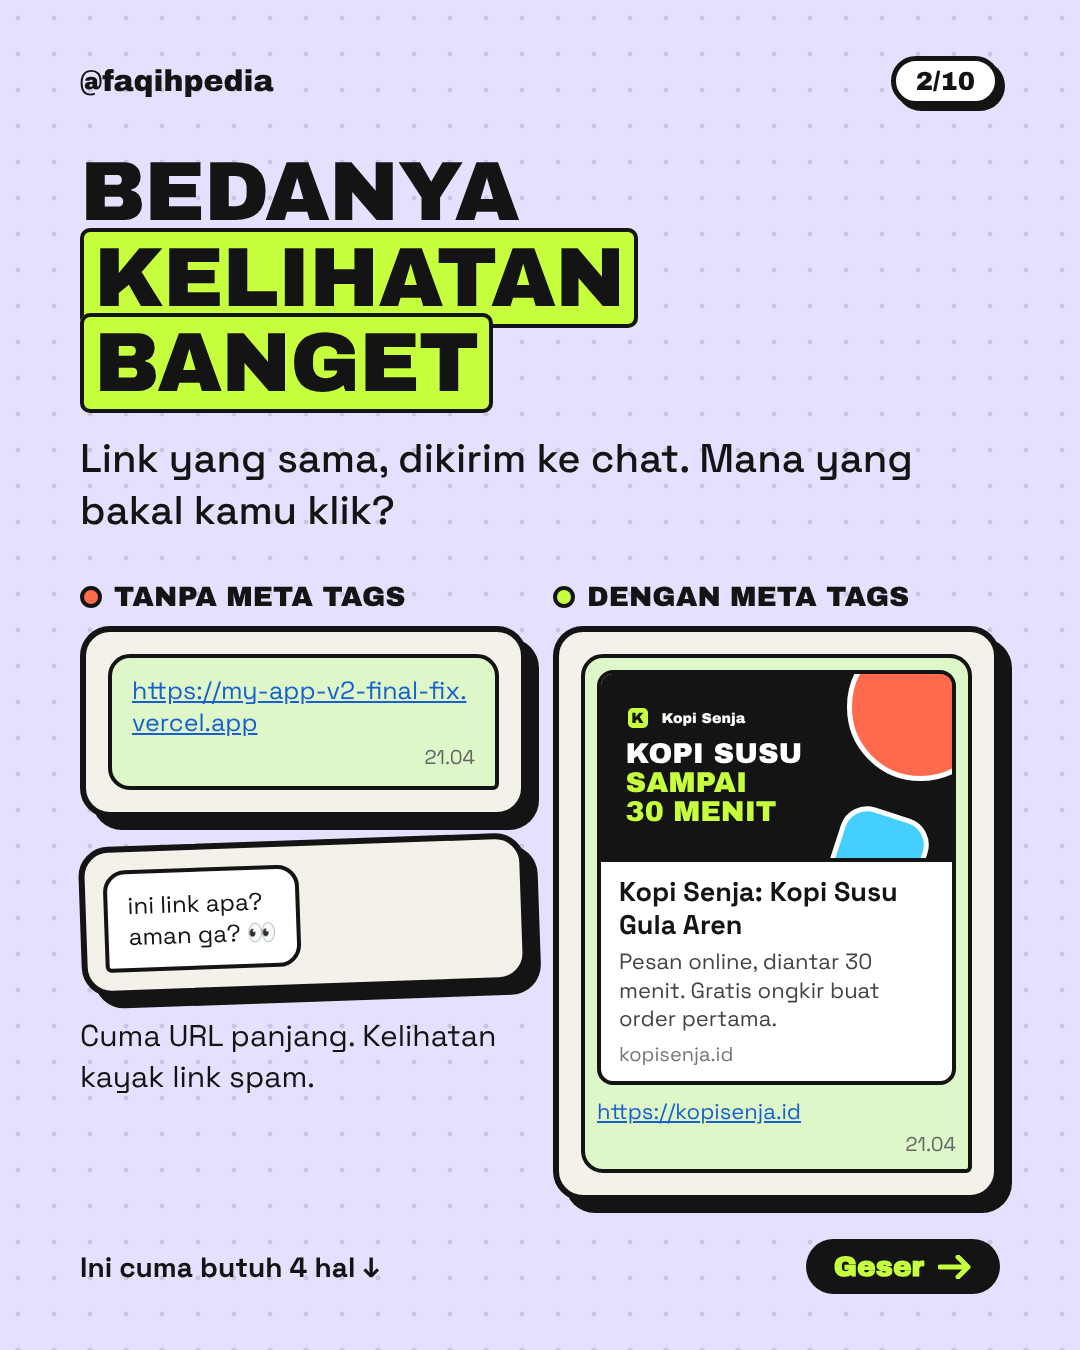 @faqihpedia
2/10
BEDANYA
KELIHATAN
BANGET
Link yang sama, dikirim ke chat. Mana yang
bakal kamu klik?
TANPA META TAGS
https://my-app-v2-final-fix.
vercel.app
21.04
ini link apa?
aman ga? 👀
Cuma URL panjang. Kelihatan
kayak link spam.
DENGAN META TAGS
K Kopi Senja
KOPI SUSU
SAMPAI
30 MENIT
Kopi Senja: Kopi Susu
Gula Aren
Pesan online, diantar 30
menit. Gratis ongkir buat
order pertama.
kopisenja.id
https://kopisenja.id
21.04
Ini cuma butuh 4 hal ↓
Geser →